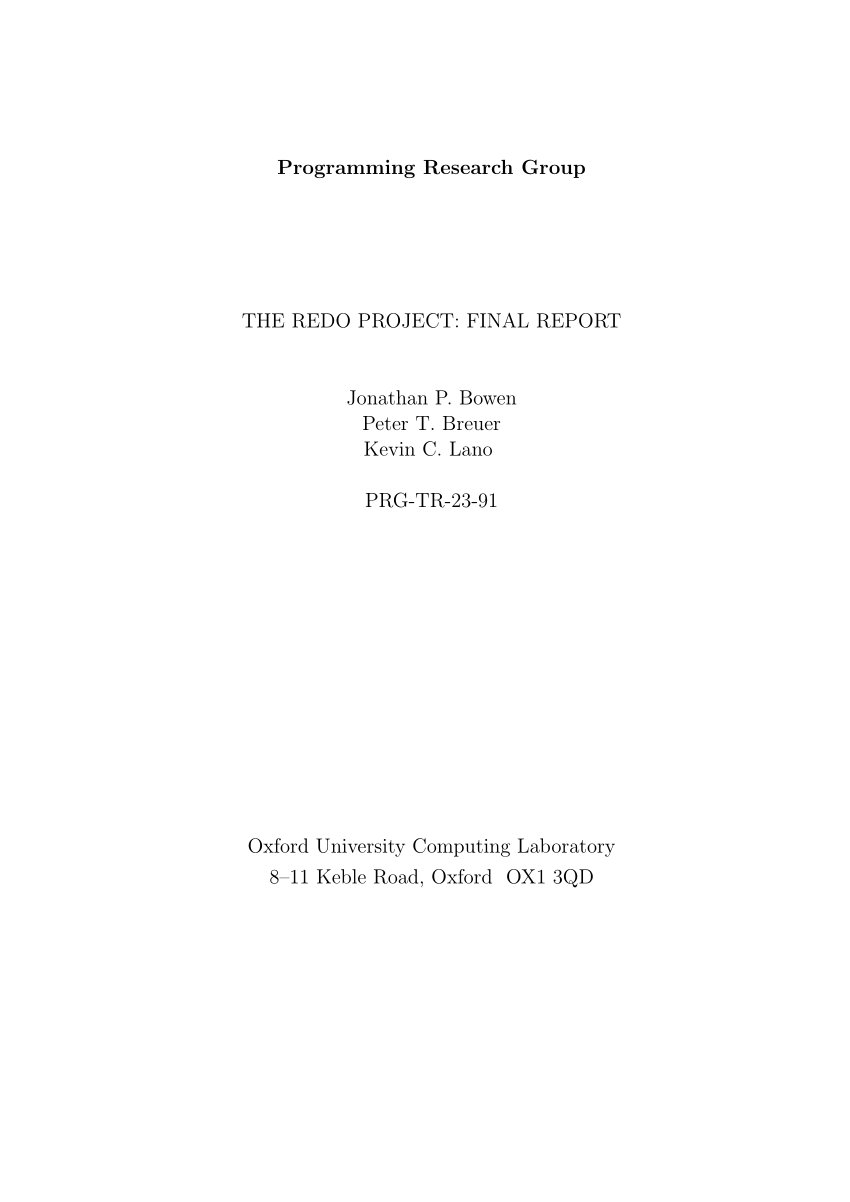 Programming Research Group
THE REDO PROJECT: FINAL REPORT
Jonathan P. Bowen
Peter T. Breuer
Kevin C. Lano
PRG-TR-23-91
Oxford University Computing Laboratory
8–11 Keble Road, Oxford OX1 3QD